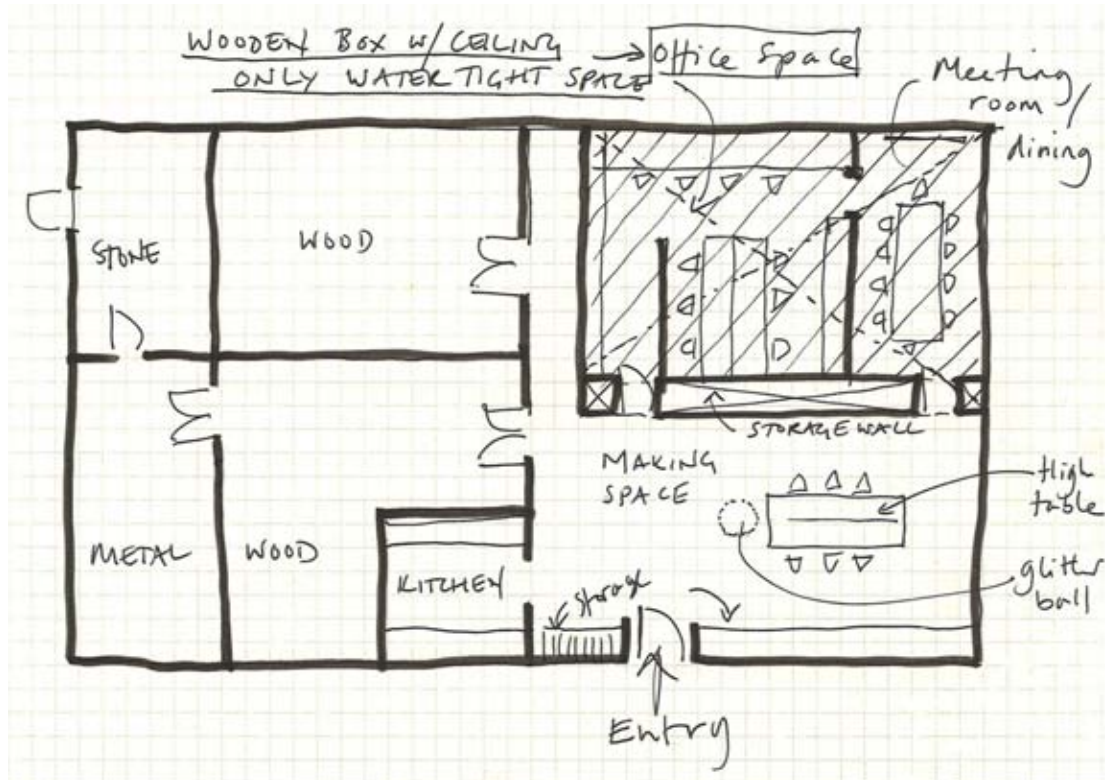 WOODEN BOX W/ CEILING
ONLY WATER TIGHT SPACE
Office Space
Meeting
room /
dining
STONE
WOOD
STORAGE WALL
MAKING
SPACE
High
table
METAL
WOOD
KITCHEN
Storage
glitter
ball
Entry